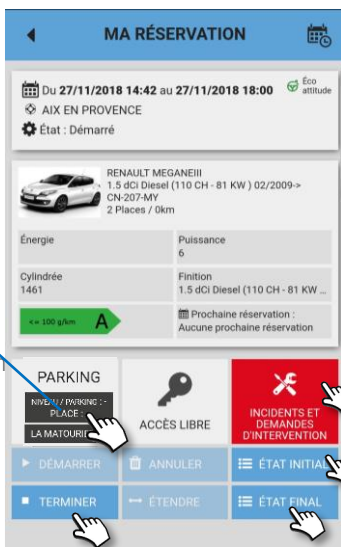 MA RÉSERVATION
Du 27/11/2018 14:42 au 27/11/2018 18:00
Éco
attitude
AIX EN PROVENCE
État : Démarré
RENAULT MEGANEIII
1.5 dCi Diesel (110 CH - 81 KW ) 02/2009->
CN-207-MY
2 Places / 0km
Énergie
Puissance
6
Cylindrée
1461
Finition
1.5 dCi Diesel (110 CH - 81 KW ...
<= 100 g/km A
Prochaine réservation :
Aucune prochaine réservation
PARKING
NIVEAU / PARKING : -
PLACE :
LA MATOURI
ACCÈS LIBRE
INCIDENTS ET
DEMANDES
D'INTERVENTION
DÉMARRER
ANNULER
ÉTAT INITIAL
TERMINER
ÉTENDRE
ÉTAT FINAL